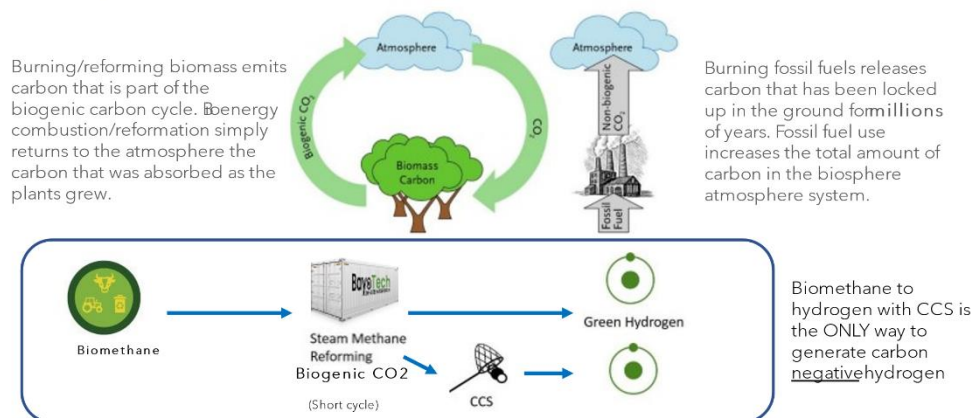 Burning/reforming biomass emits
carbon that is part of the
biogenic carbon cycle. Bioenergy
combustion/reformation simply
returns to the atmosphere the
carbon that was absorbed as the
plants grew.
Atmosphere
Biogenic CO2
CO2
Biomass
Carbon
Atmosphere
Non-biogenic
CO2
Fossil
Fuel
Burning fossil fuels releases
carbon that has been locked
up in the ground formillions
of years. Fossil fuel use
increases the total amount of
carbon in the biosphere
atmosphere system.
Biomethane
BayoTech
Steam Methane
Reforming
Biogenic CO2
(Short cycle)
CCS
Green Hydrogen
Biomethane to
hydrogen with CCS is
the ONLY way to
generate carbon
negativehydrogen